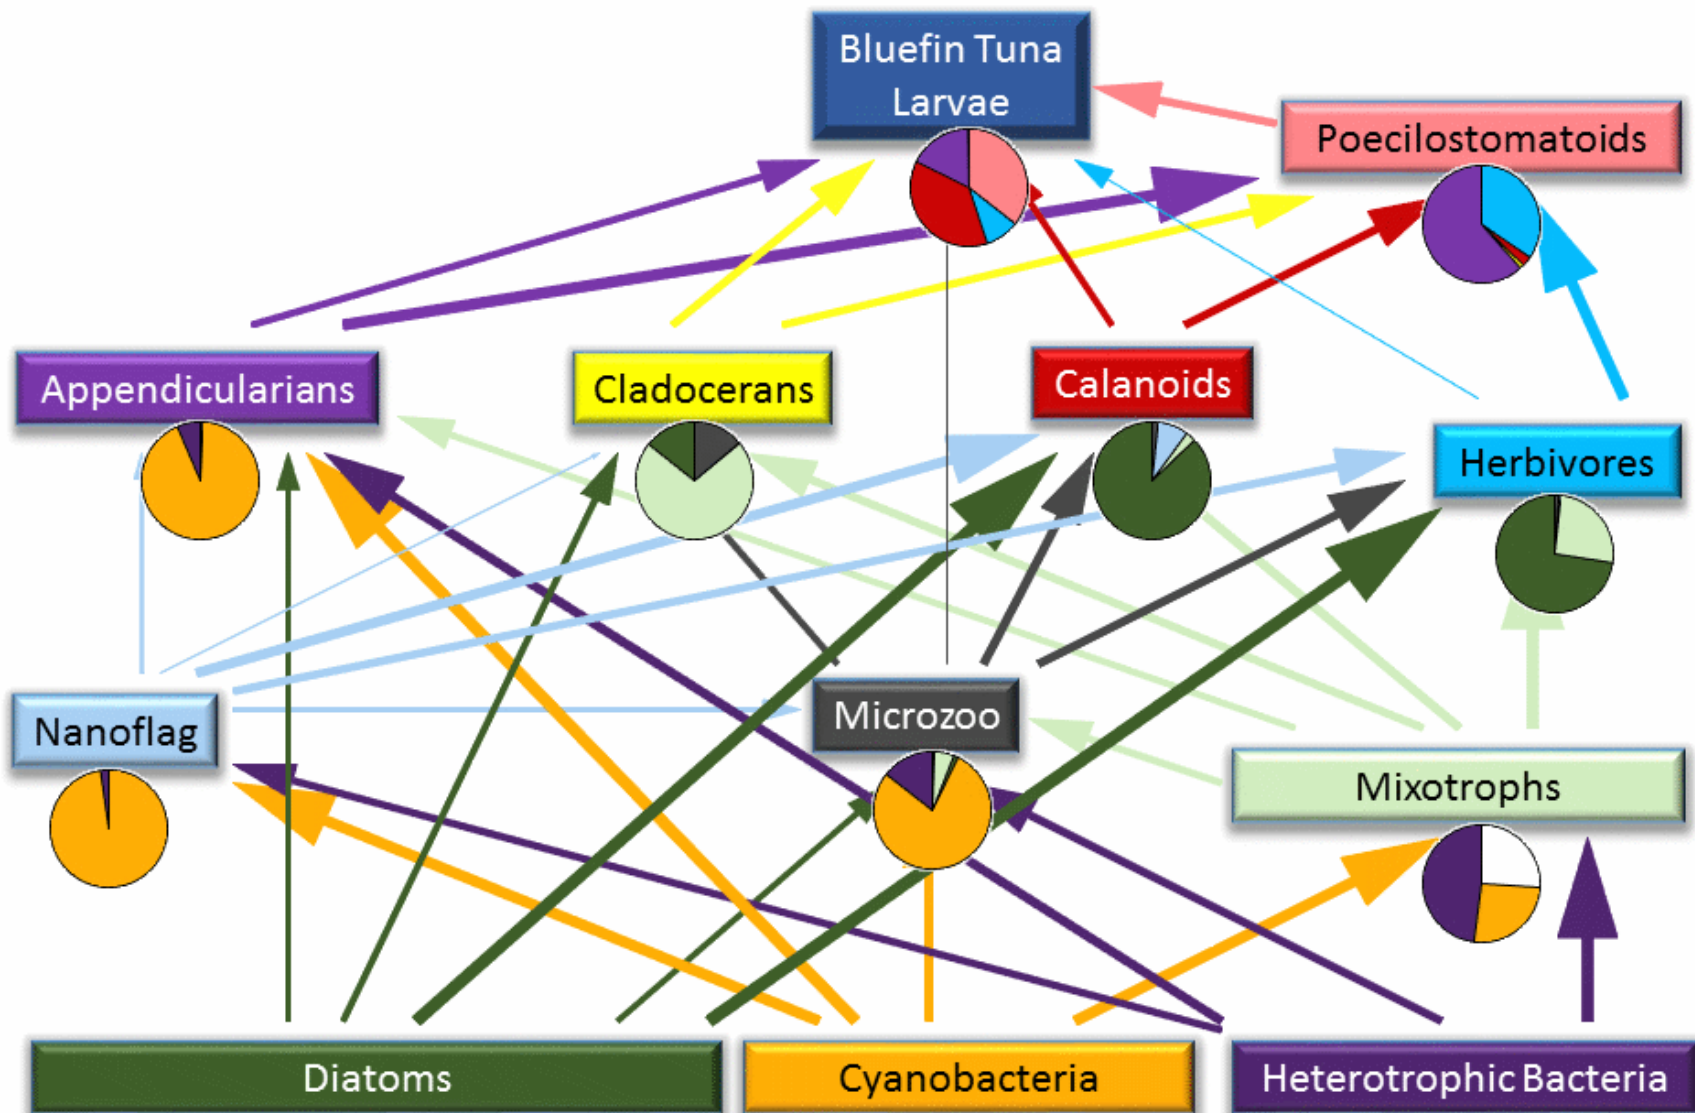 Bluefin Tuna
Larvae
Poecilostomatoids
Appendicularians
Cladocerans
Calanoids
Herbivores
Nanoflag
Microzoo
Mixotrophs
Diatoms
Cyanobacteria
Heterotrophic Bacteria